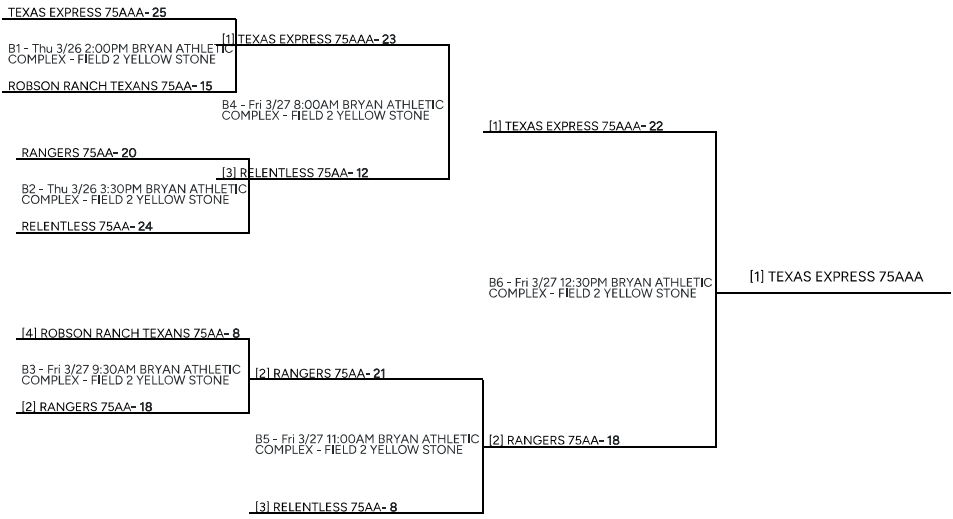 TEXAS EXPRESS 75AAA- 25
B1 - Thu 3/26 2:00PM BRYAN ATHLETIC
COMPLEX - FIELD 2 YELLOW STONE
ROBSON RANCH TEXANS 75AA- 15
[1] TEXAS EXPRESS 75AAA- 23
B4 - Fri 3/27 8:00AM BRYAN ATHLETIC
COMPLEX - FIELD 2 YELLOW STONE
[3] RELENTLESS 75AA- 12
RANGERS 75AA- 20
B2 - Thu 3/26 3:30PM BRYAN ATHLETIC
COMPLEX - FIELD 2 YELLOW STONE
RELENTLESS 75AA- 24
[1] TEXAS EXPRESS 75AAA- 22
B6 - Fri 3/27 12:30PM BRYAN ATHLETIC
COMPLEX - FIELD 2 YELLOW STONE
[1] TEXAS EXPRESS 75AAA
[4] ROBSON RANCH TEXANS 75AA- 8
B3 - Fri 3/27 9:30AM BRYAN ATHLETIC
COMPLEX - FIELD 2 YELLOW STONE
[2] RANGERS 75AA- 18
[2] RANGERS 75AA- 21
B5 - Fri 3/27 11:00AM BRYAN ATHLETIC
COMPLEX - FIELD 2 YELLOW STONE
[3] RELENTLESS 75AA- 8
[2] RANGERS 75AA- 18